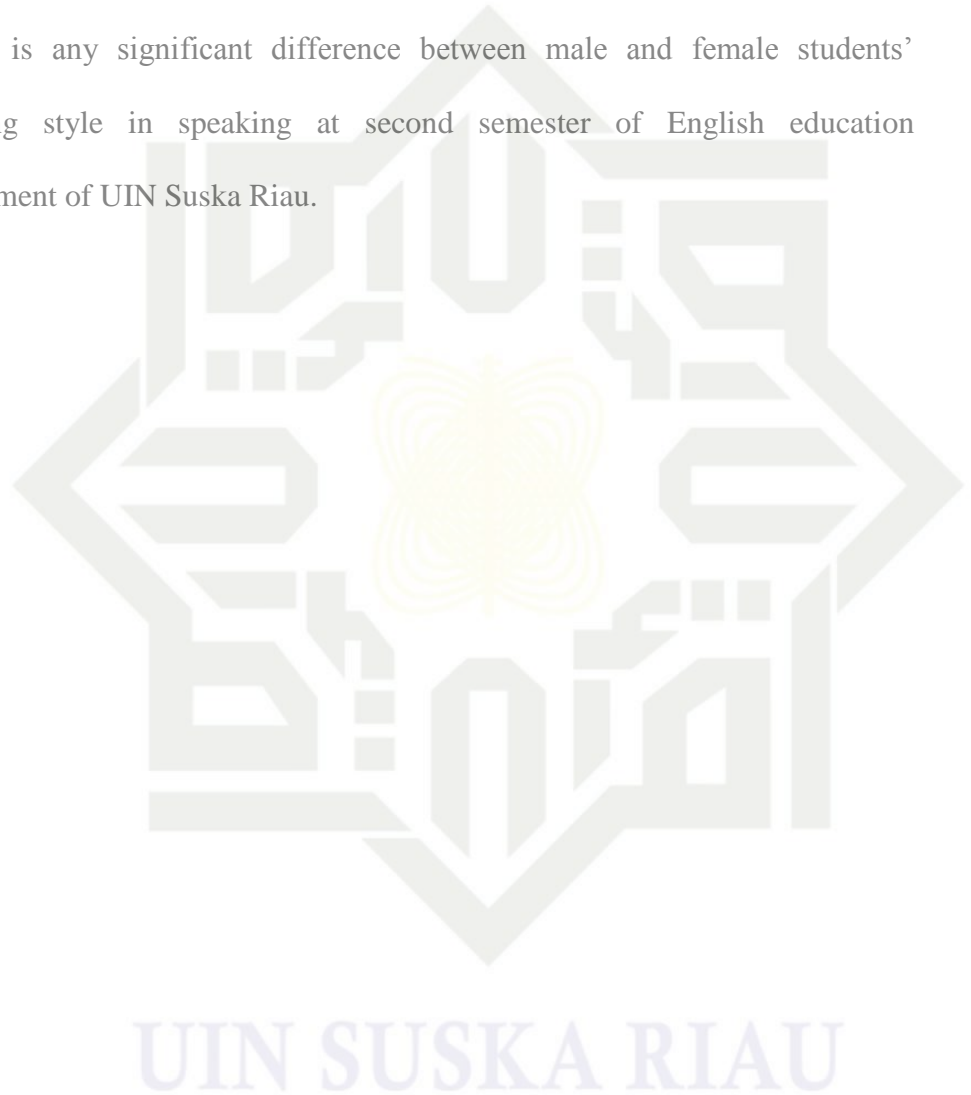 is any significant difference between male and female students’
g style in speaking at second semester of English education
ment of UIN Suska Riau.
UIN SUSKA RIAU